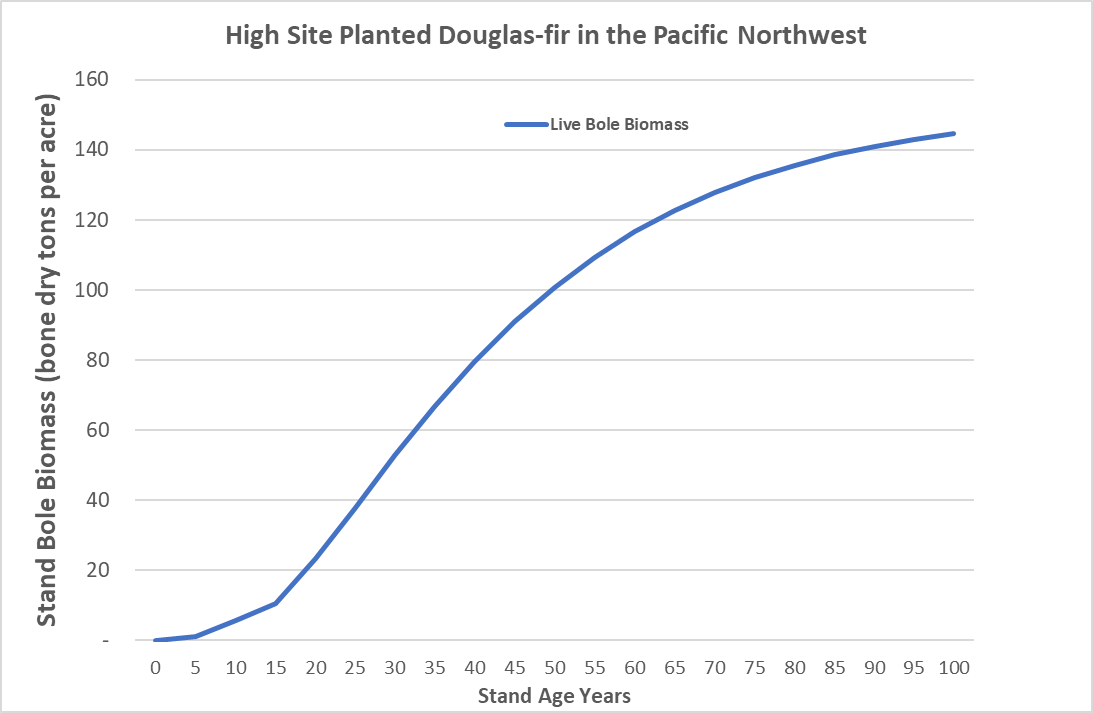 High Site Planted Douglas-fir in the Pacific Northwest
Stand Bole Biomass (bone dry tons per acre)
160
140
120
100
80
60
40
20
-
Live Bole Biomass
0 5 10 15 20 25 30 35 40 45 50 55 60 65 70 75 80 85 90 95 100
Stand Age Years